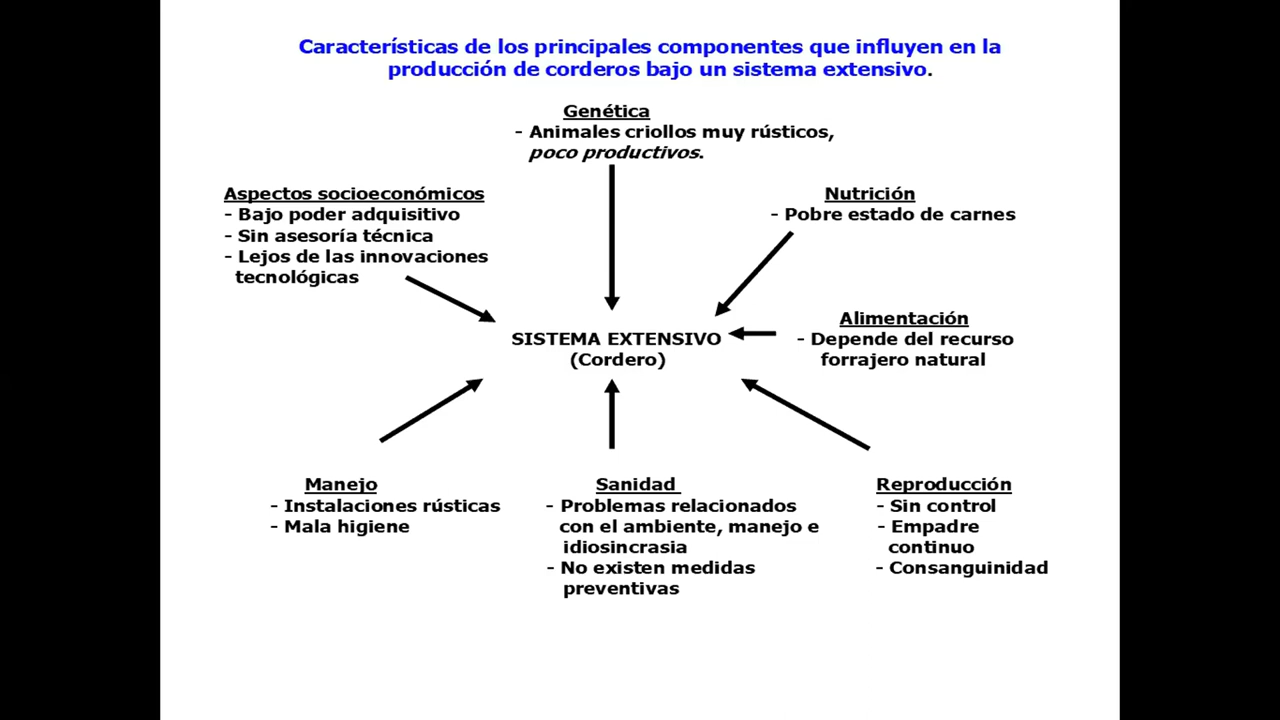 Características de los principales componentes que influyen en la
producción de corderos bajo un sistema extensivo.
Genética
- Animales criollos muy rústicos,
poco productivos.
Aspectos socioeconómicos
- Bajo poder adquisitivo
- Sin asesoría técnica
- Lejos de las innovaciones
tecnológicas
Nutrición
- Pobre estado de carnes
Alimentación
- Depende del recurso
forrajero natural
SISTEMA EXTENSIVO
(Cordero)
Manejo
- Instalaciones rústicas
- Mala higiene
Sanidad
- Problemas relacionados
con el ambiente, manejo e
idiosincrasia
- No existen medidas
preventivas
Reproducción
- Sin control
- Empadre
continuo
- Consanguinidad